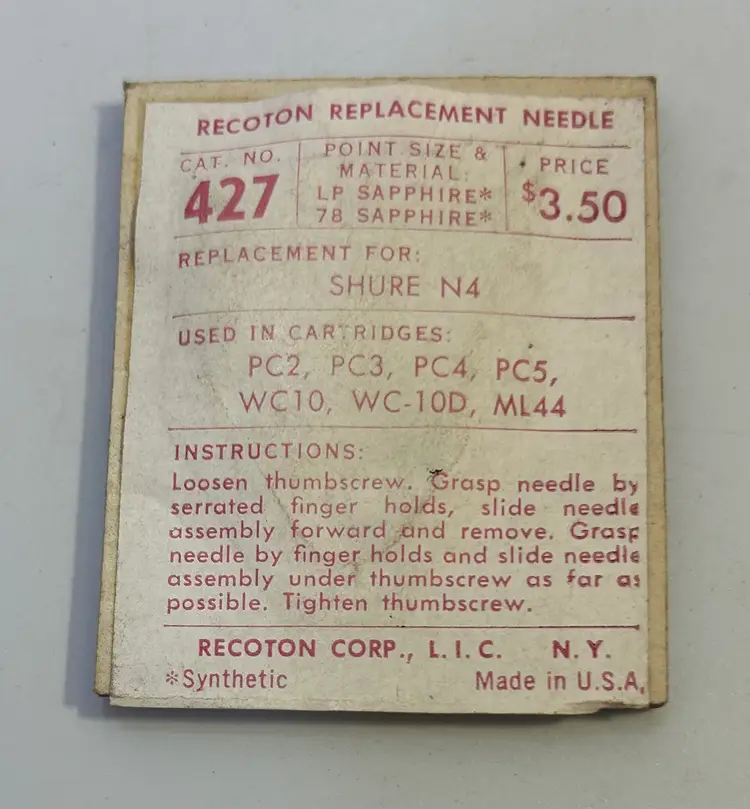 RECOTON REPLACEMENT NEEDLE
CAT. NO.
427
POINT SIZE &
MATERIAL:
LP SAPPHIRE*
78 SAPPHIRE*
PRICE
$3.50
REPLACEMENT FOR:
SHURE N4
USED IN CARTRIDGES:
PC2, PC3, PC4, PC5,
WC10, WC-10D, ML44
INSTRUCTIONS:
Loosen thumbscrew. Grasp needle by
serrated finger holds, slide needle
assembly forward and remove. Grasp
needle by finger holds and slide needle
assembly under thumbscrew as far as
possible. Tighten thumbscrew.
RECOTON CORP., L.I.C. N.Y.
*Synthetic Made in U.S.A.